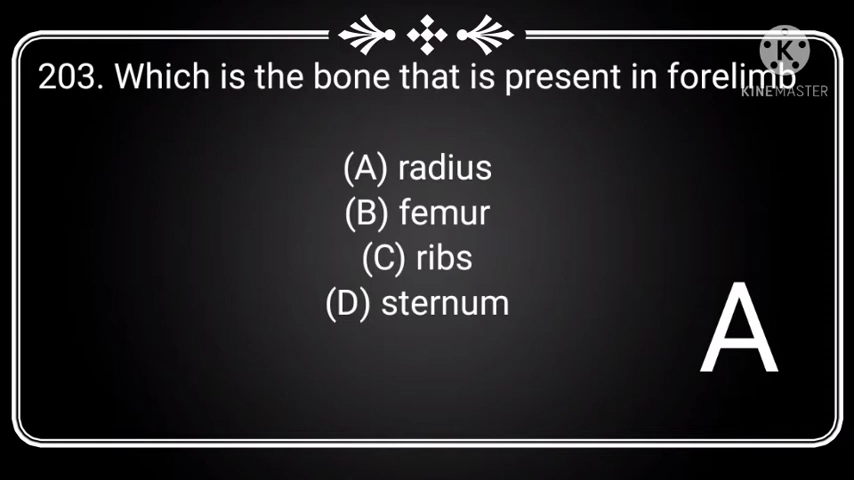 203. Which is the bone that is present in forelimb
K
KINEMASTER
(A) radius
(B) femur
(C) ribs
(D) sternum
A